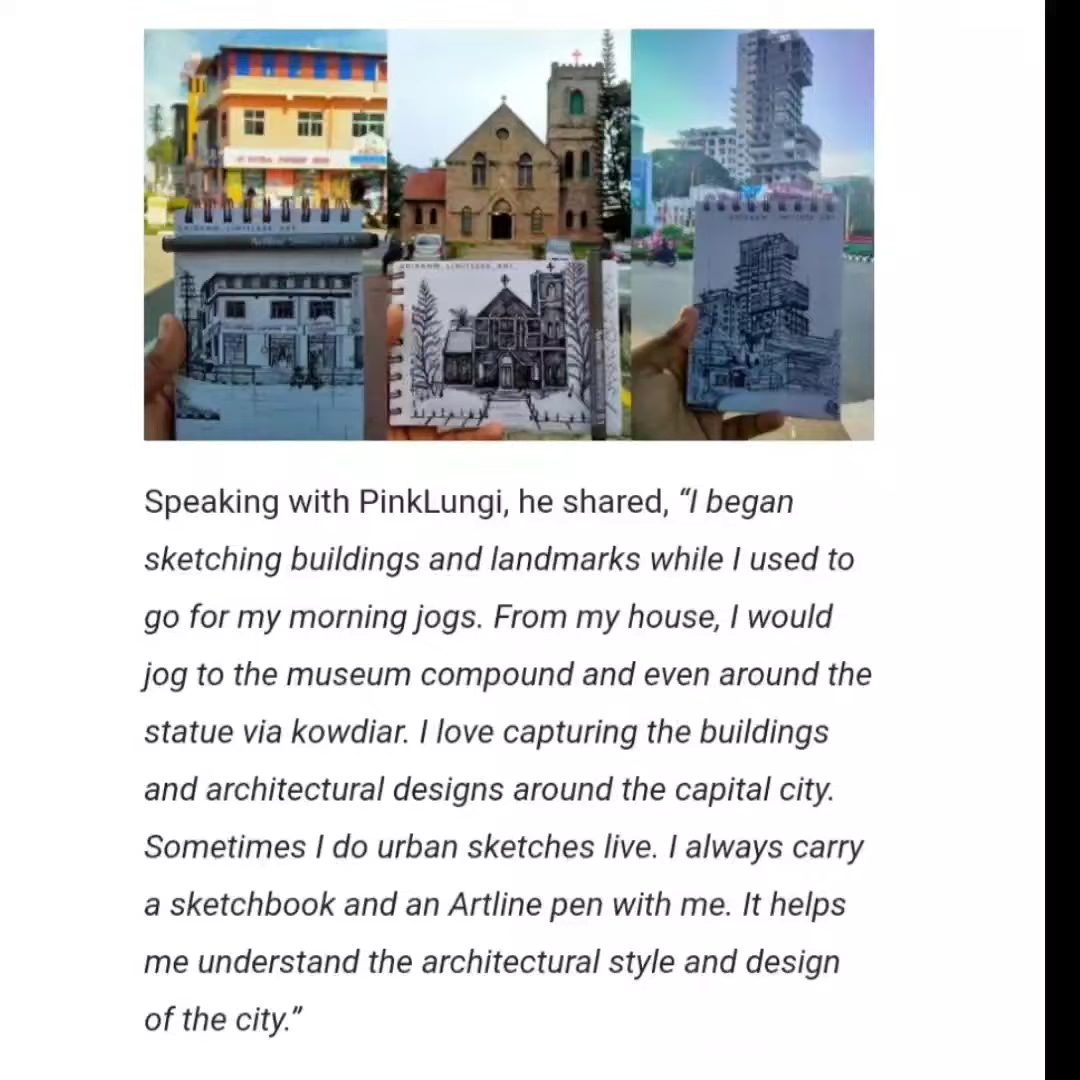 Speaking with PinkLungi, he shared, “I began
sketching buildings and landmarks while I used to
go for my morning jogs. From my house, I would
jog to the museum compound and even around the
statue via kowdiar. I love capturing the buildings
and architectural designs around the capital city.
Sometimes I do urban sketches live. I always carry
a sketchbook and an Artline pen with me. It helps
me understand the architectural style and design
of the city.”